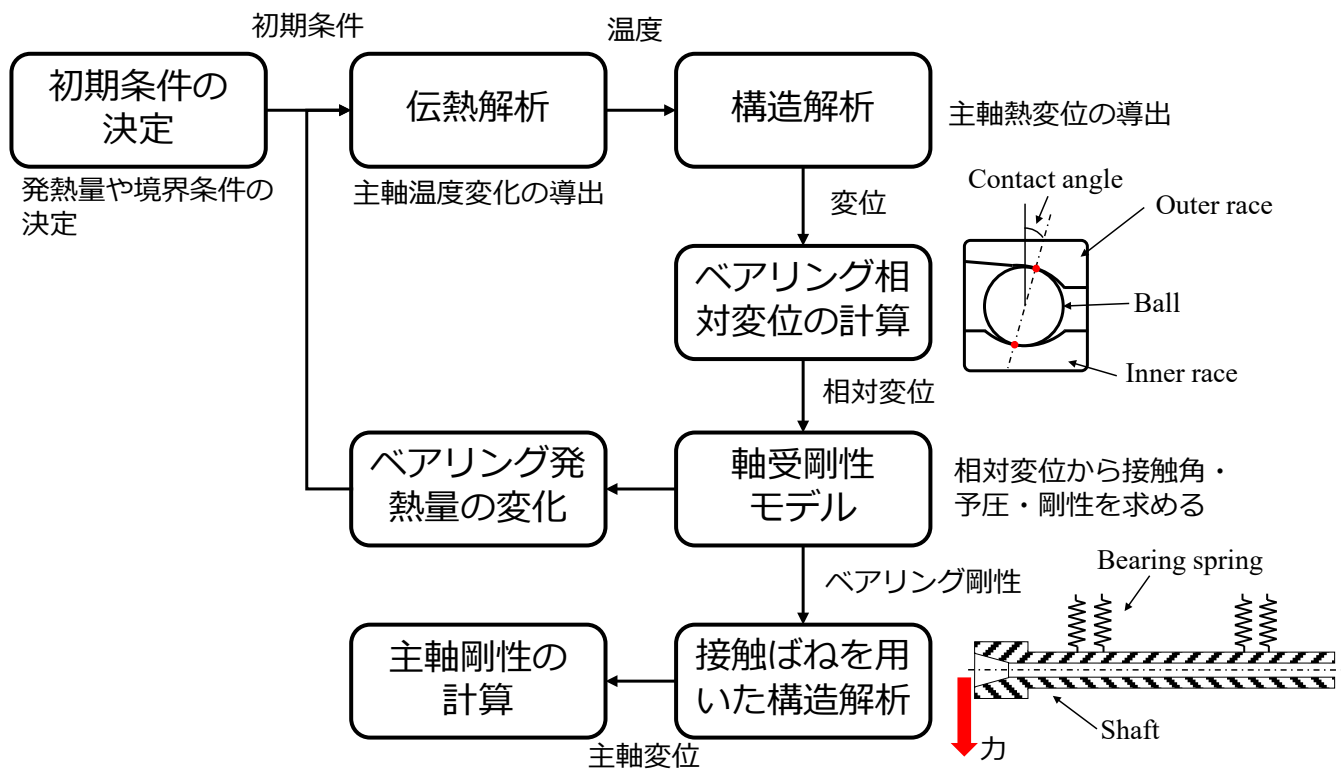 初期条件
温度
初期条件の
決定
伝熱解析
構造解析
主軸熱変位の導出
発熱量や境界条件の
決定
主軸温度変化の導出
変位
Contact angle
Outer race
Ball
Inner race
ベアリング相
対変位の計算
相対変位
ベアリング発
熱量の変化
軸受剛性
モデル
相対変位から接触角・
予圧・剛性を求める
ベアリング剛性
Bearing spring
主軸剛性の
計算
接触ばねを用
いた構造解析
主軸変位
Shaft
力